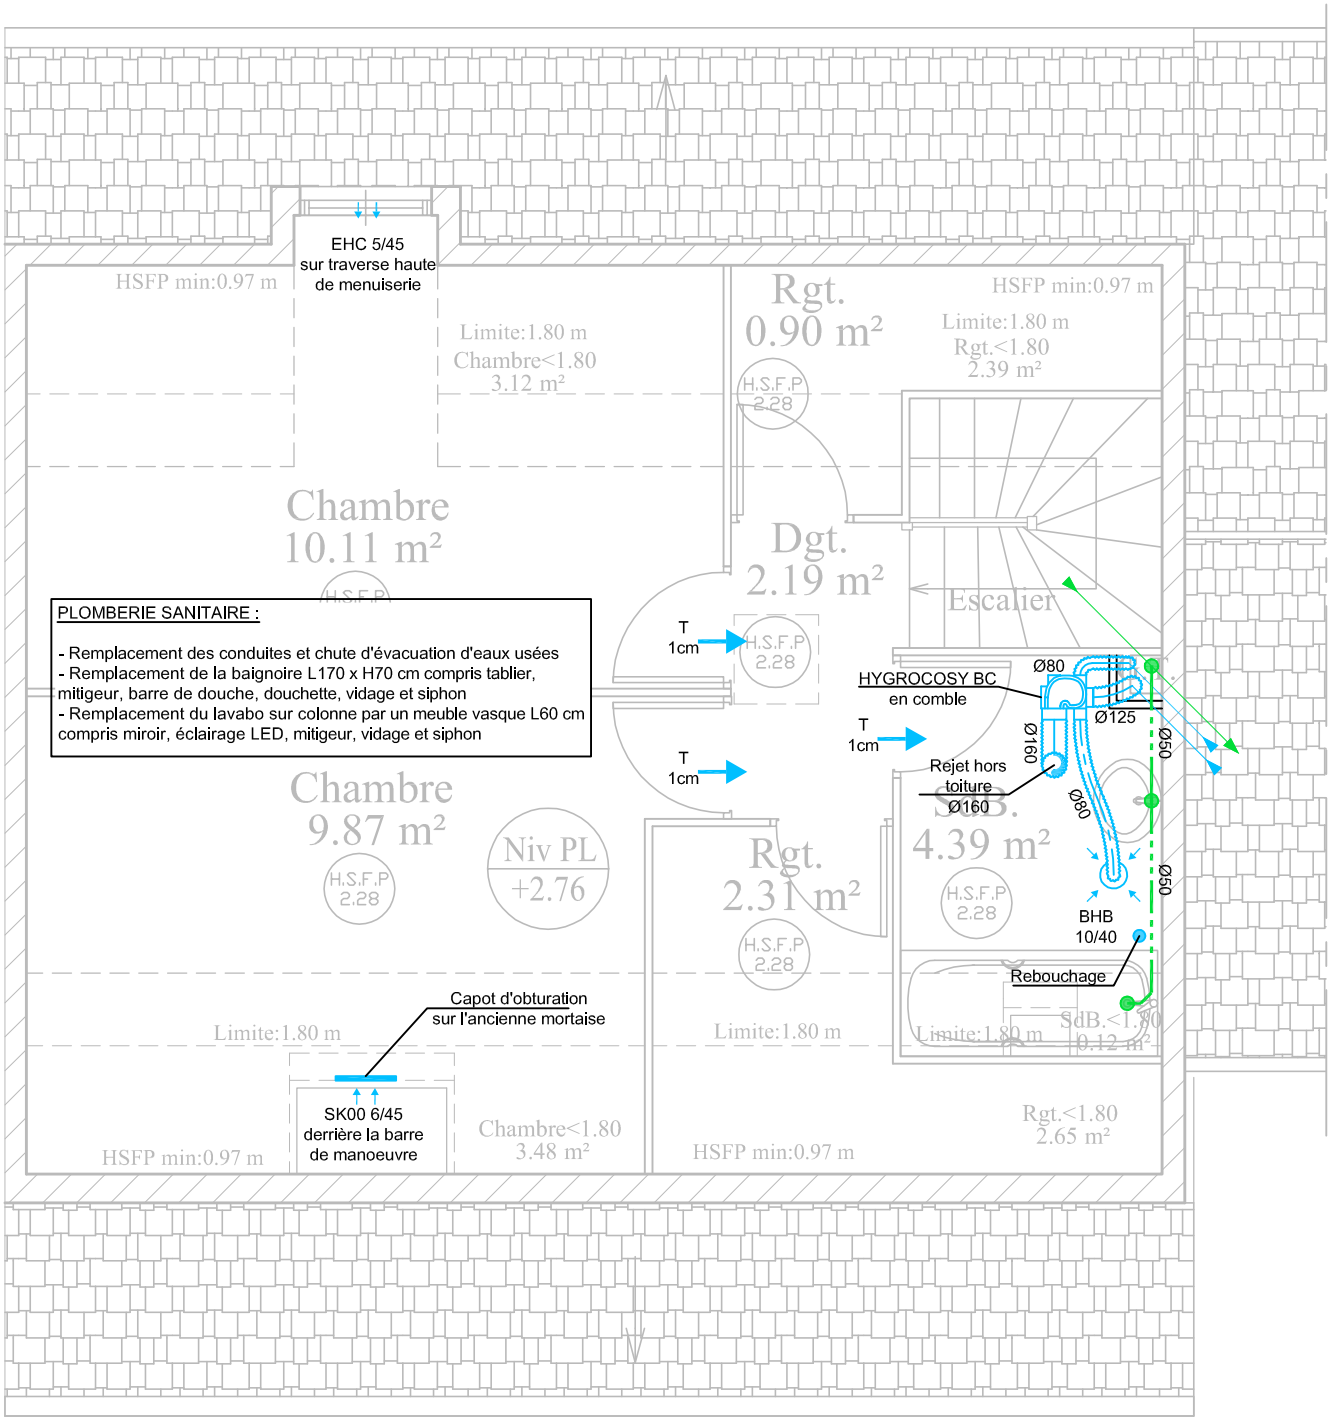 EHC 5/45
sur traverse haute
de menuiserie
HSFP min:0.97 m
Limite:1.80 m
Chambre<1.80
3.12 m²
Rgt.
0.90 m²
H.S.F.P
2.28
HSFP min:0.97 m
Limite:1.80 m
Rgt.<1.80
2.39 m²
Chambre
10.11 m²
H.S.F.P
Dgt.
2.19 m²
H.S.F.P
2.28
Escalier
PLOMBERIE SANITAIRE :
- Remplacement des conduites et chute d'évacuation d'eaux usées
- Remplacement de la baignoire L170 x H70 cm compris tablier,
mitigeur, barre de douche, douchette, vidage et siphon
- Remplacement du lavabo sur colonne par un meuble vasque L60 cm
compris miroir, éclairage LED, mitigeur, vidage et siphon
T
1cm
T
1cm
T
1cm
HYGROCOSY BC
en comble
Ø80
Ø125
Ø160
Ø50
Rejet hors
toiture
Ø160
Ø80
Ø50
SdB.
4.39 m²
H.S.F.P
2.28
BHB
10/40
Rebouchage
Chambre
9.87 m²
H.S.F.P
2.28
Niv PL
+2.76
Rgt.
2.31 m²
H.S.F.P
2.28
Capot d'obturation
sur l'ancienne mortaise
Limite:1.80 m
Limite:1.80 m
Limite:1.80 m
SdB.<1.80
0.12 m²
SK00 6/45
derrière la barre
de manoeuvre
HSFP min:0.97 m
Chambre<1.80
3.48 m²
HSFP min:0.97 m
Rgt.<1.80
2.65 m²